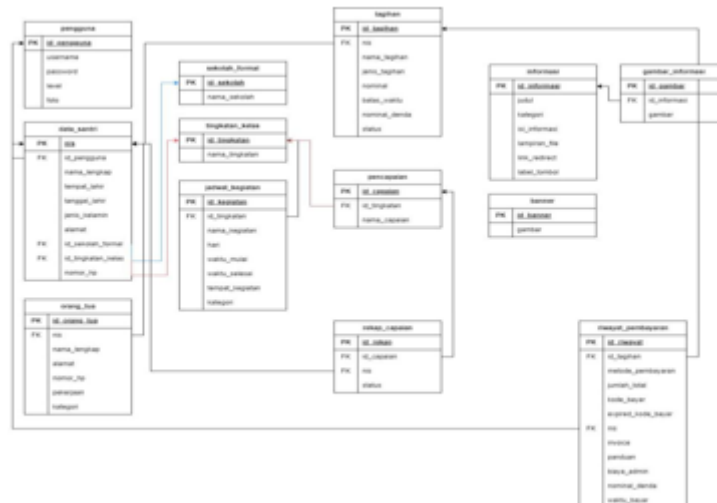 pengguna
PK id_pengguna
username
password
level
foto
data_santri
PK nis
FK id_pengguna
nama_lengkap
tempat_lahir
tanggal_lahir
jenis_kelamin
alamat
FK id_sekolah_formal
FK id_tingkatan_kelas
nomor_hp
orang_tua
PK id_orang_tua
FK nis
nama_lengkap
alamat
nomor_hp
pekerjaan
kategori
sekolah_formal
PK id_sekolah
nama_sekolah
tingkatan_kelas
PK id_tingkatan
nama_tingkatan
jadwal_kegiatan
PK id_kegiatan
FK id_tingkatan
nama_kegiatan
hari
waktu_mulai
waktu_selesai
tempat_kegiatan
kategori
tagihan
PK id_tagihan
FK nis
nama_tagihan
jenis_tagihan
nominal
batas_waktu
nominal_denda
status
pencapaian
PK id_capaian
FK id_tingkatan
nama_capaian
rekap_capaian
PK id_rekap
FK id_capaian
FK nis
status
informasi
PK id_informasi
judul
kategori
isi_informasi
lampiran_file
link_redirect
label_tombol
banner
PK id_banner
gambar
gambar_informasi
PK id_gambar
FK id_informasi
gambar
riwayat_pembayaran
PK id_riwayat
FK id_tagihan
metode_pembayaran
jumlah_total
kode_bayar
expired_kode_bayar
FK nis
invoice
panduan
biaya_admin
nominal_denda
waktu_bayar